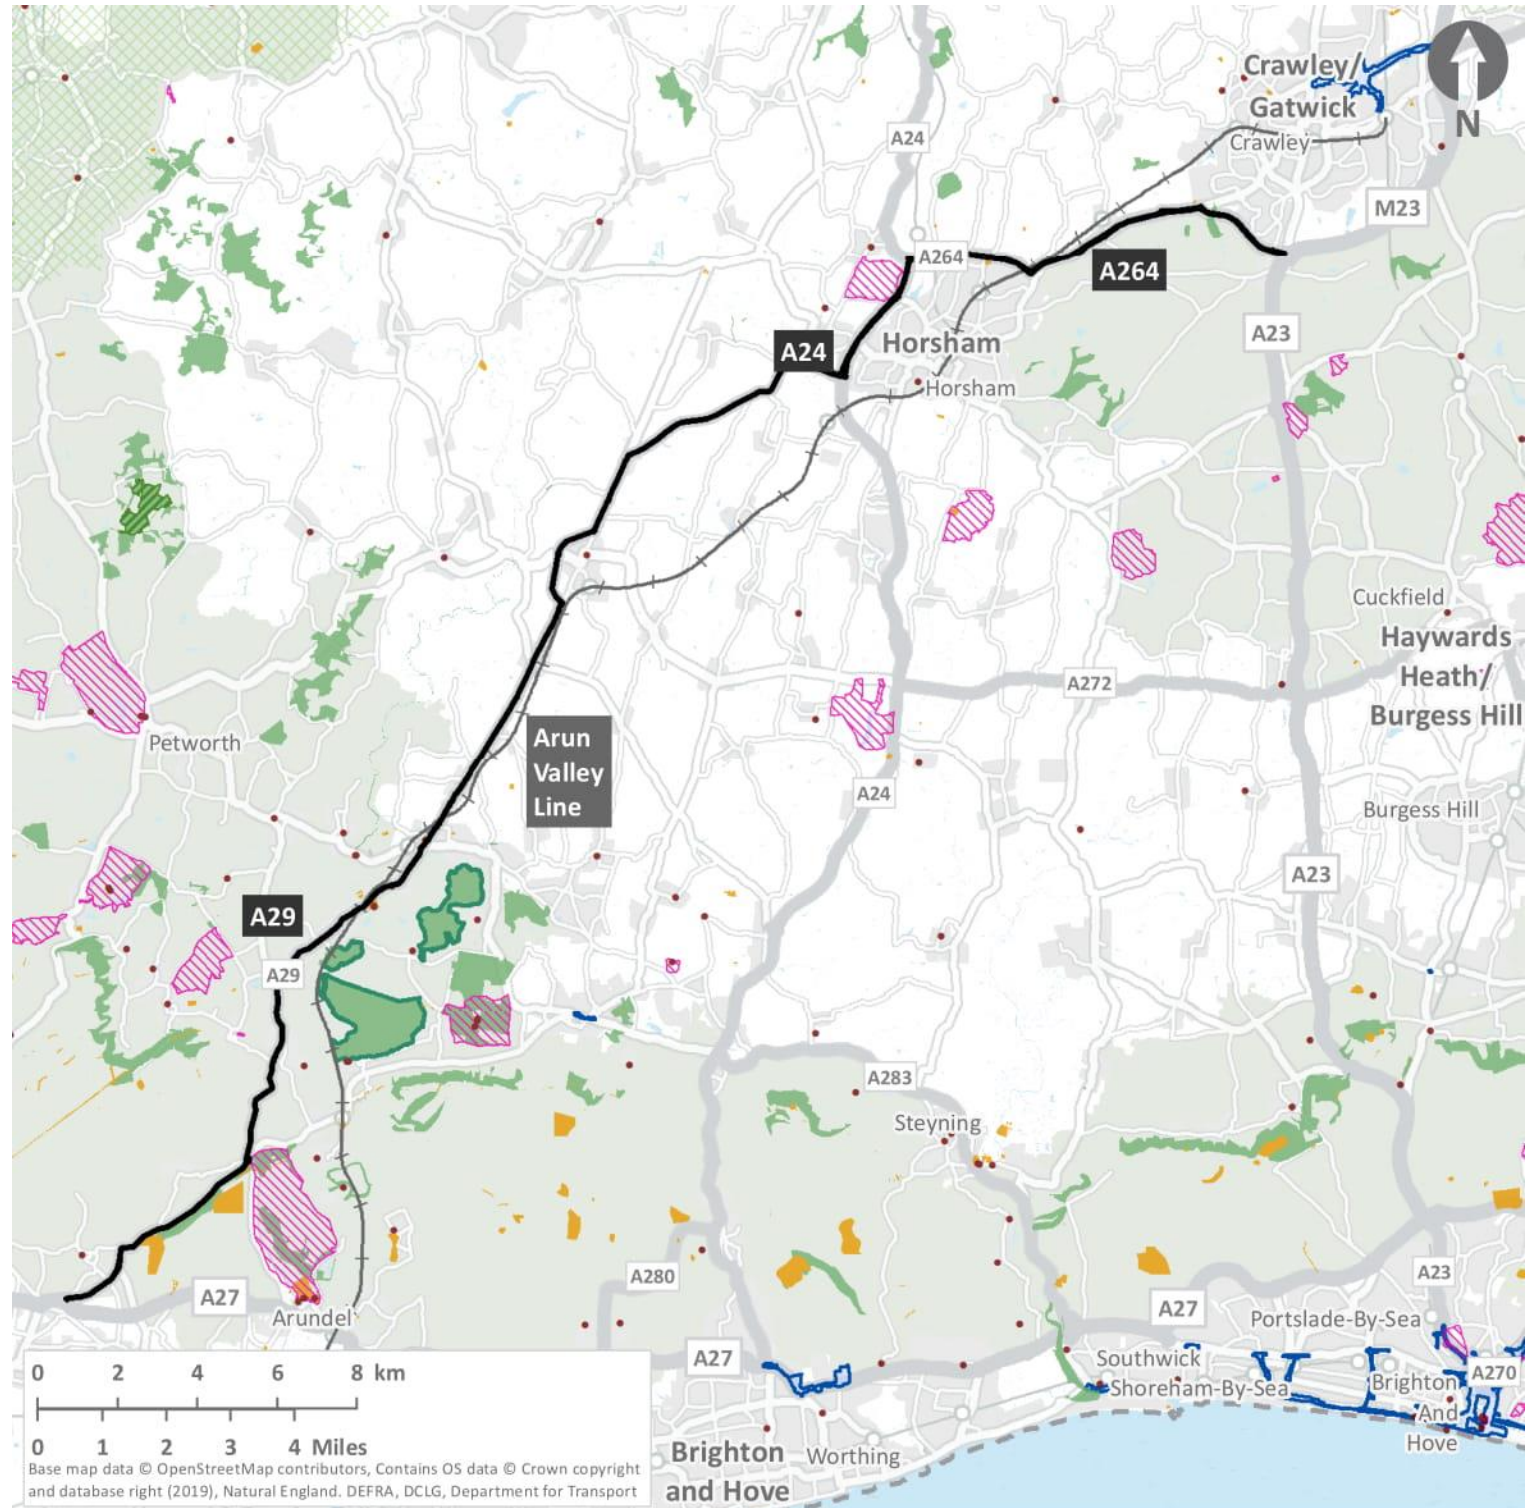 Crawley/
Gatwick
Crawley
N
A24
M23
A264
A264
A23
A24
Horsham
Horsham
Cuckfield
Haywards
Heath/
Burgess Hill
A272
Petworth
Arun
Valley
Line
A24
Burgess Hill
A23
A29
A29
A283
Steyning
A280
A27
A27
A23
Arundel
Portslade-By-Sea
A27
Southwick
Shoreham-By-Sea
Brighton
And
Hove
A270
Brighton
and Hove
Worthing
0 2 4 6 8 km
0 1 2 3 4 Miles
Base map data © OpenStreetMap contributors, Contains OS data © Crown copyright
and database right (2019), Natural England. DEFRA, DCLG, Department for Transport